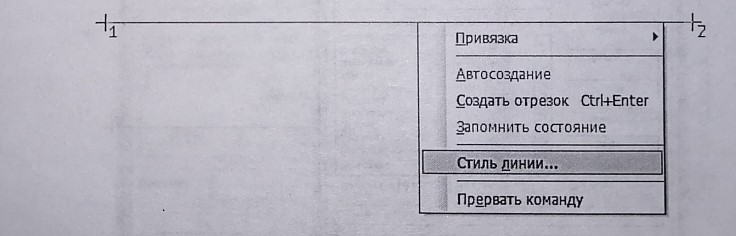 1
2
Привязка
Автосоздание
Создать отрезок Ctrl+Enter
Запомнить состояние
Стиль линии...
Прервать команду